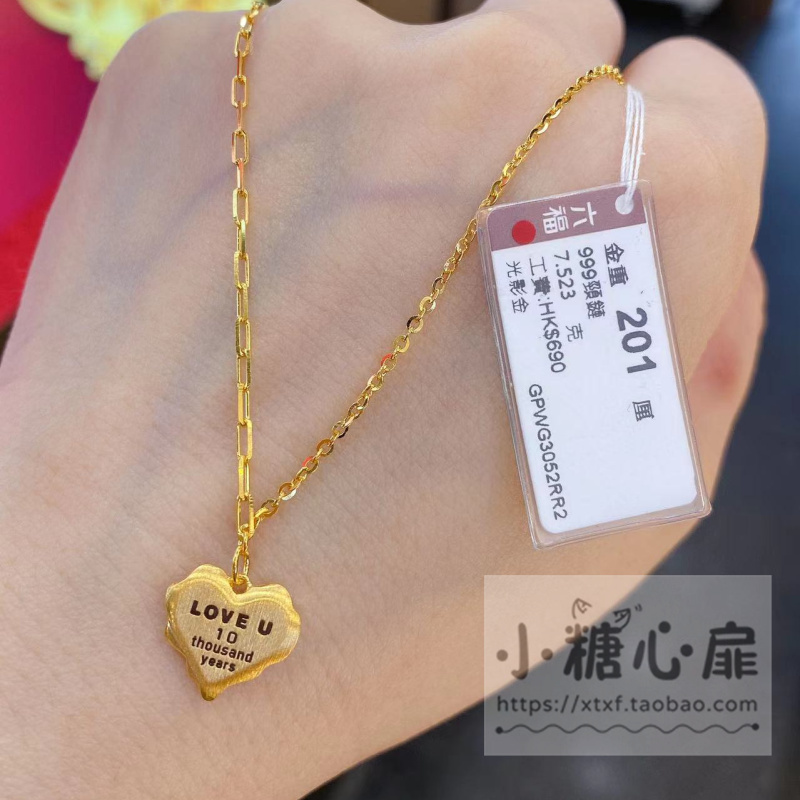 六福
金重 201 厘
999頸鏈
7.523 克
工費:HK$690
光影金
GPWG3052RR2
LOVE U
10
thousand
years
小糖心扉
https://xtxf.taobao.com